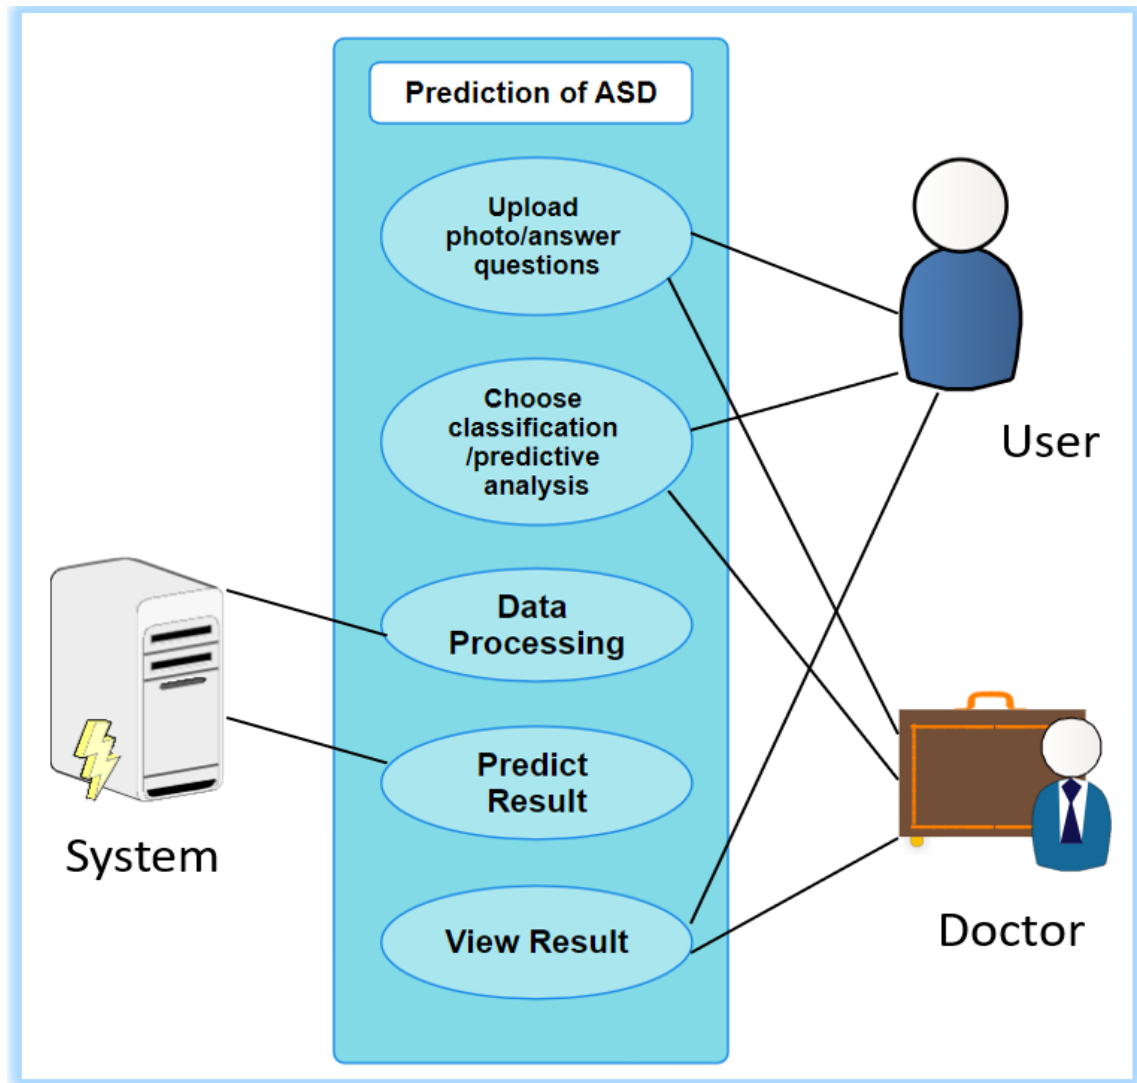 Prediction of ASD
Upload
photo/answer
questions
Choose
classification
/predictive
analysis
Data
Processing
Predict
Result
View Result
System
User
Doctor